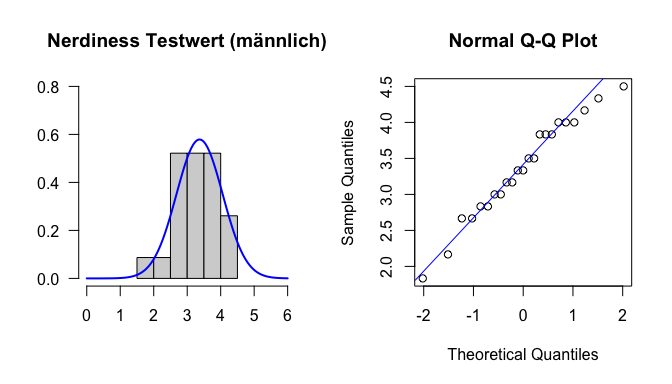 Nerdiness Testwert (männlich)
0.8
0.6
0.4
0.2
0.0
0 1 2 3 4 5 6
Normal Q-Q Plot
Sample Quantiles
4.5
4.0
3.5
3.0
2.5
2.0
-2 -1 0 1 2
Theoretical Quantiles